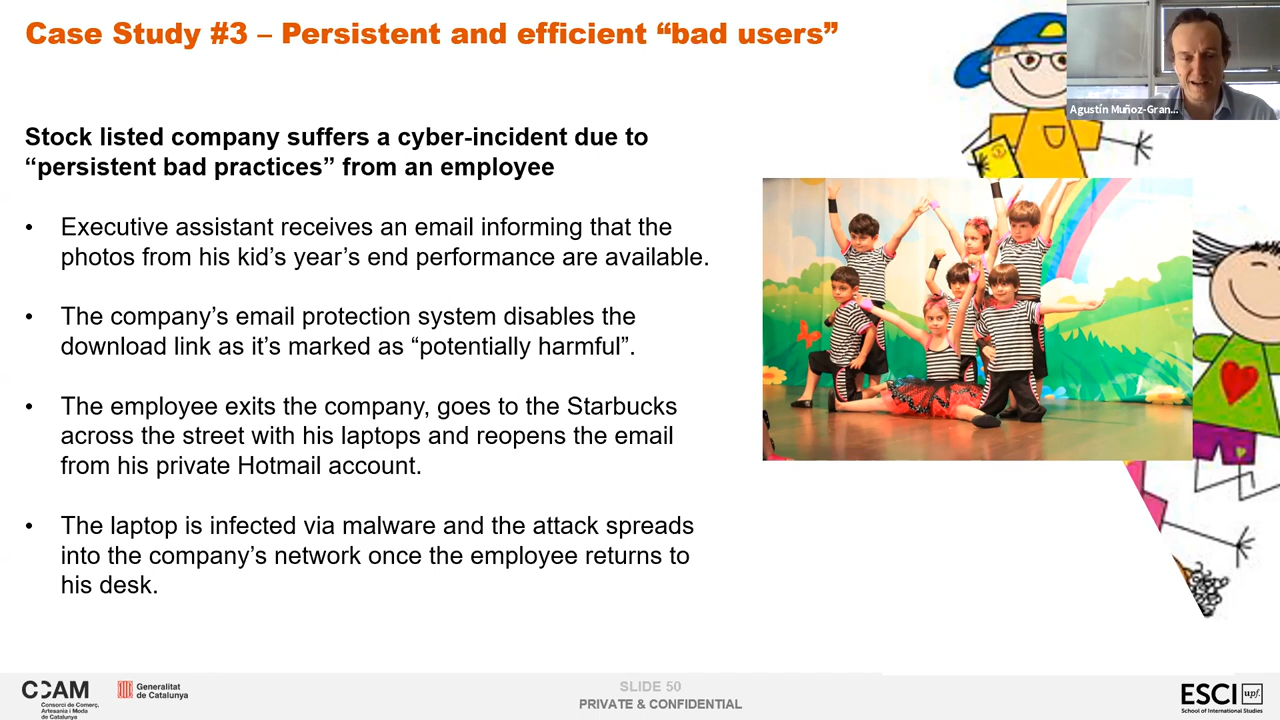 Case Study #3 – Persistent and efficient “bad users”
Agustín Muñoz-Gran...
Stock listed company suffers a cyber-incident due to
“persistent bad practices” from an employee
• Executive assistant receives an email informing that the
photos from his kid’s year’s end performance are available.
• The company’s email protection system disables the
download link as it’s marked as “potentially harmful”.
• The employee exits the company, goes to the Starbucks
across the street with his laptops and reopens the email
from his private Hotmail account.
• The laptop is infected via malware and the attack spreads
into the company’s network once the employee returns to
his desk.
CCAM
Consorci de Comerç,
Artesania i Moda
de Catalunya
Generalitat
de Catalunya
SLIDE 50
PRIVATE & CONFIDENTIAL
ESCI upf.
School of International Studies